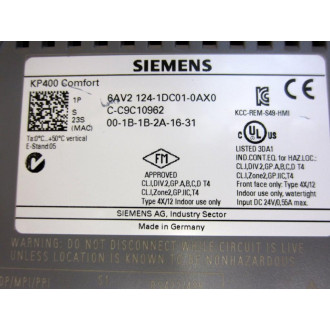 SIEMENS
KP400 Comfort
1P 6AV2 124-1DC01-0AX0
S C-C9C10962
23S (MAC) 00-1B-1B-2A-16-31
Ta:0°C..+50°C vertical
E-Stand:05
KCC-REM-S49-HMI
C UL US
LISTED 3DA1
IND.CONT.EQ. for HAZ.LOC.:
CL.I,DIV.2,GP.A,B,C,D T4
CL.I,Zone2,GP.IIC,T4
Front face only: Type 4X/12
Indoor use only, watertight
Input DC 24V/0,55A max.
FM
APPROVED
CL.I,DIV.2,GP.A,B,C,D T4
CL.I,Zone2,GP.IIC,T4
Type 4X/12 Indoor use only
SIEMENS AG, Industry Sector
Made in Germany
WARNING: DO NOT DISCONNECT WHILE CIRCUIT IS LIVE
UNLESS LOCATION IS KNOWN TO BE NONHAZARDOUS.